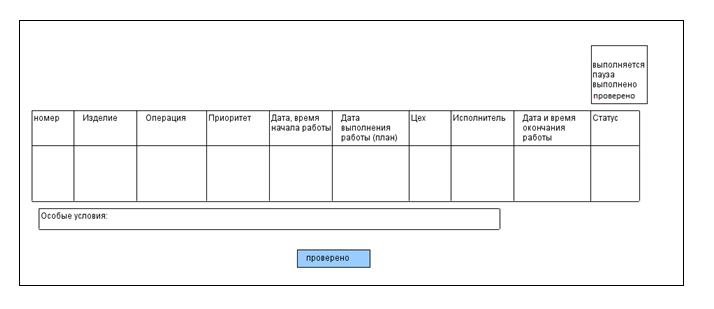 выполняется
пауза
выполнено
проверено
номер
Изделие
Операция
Приоритет
Дата, время
начала работы
Дата
выполнения
работы (план)
Цех
Исполнитель
Дата и время
окончания
работы
Статус
Особые условия:
проверено